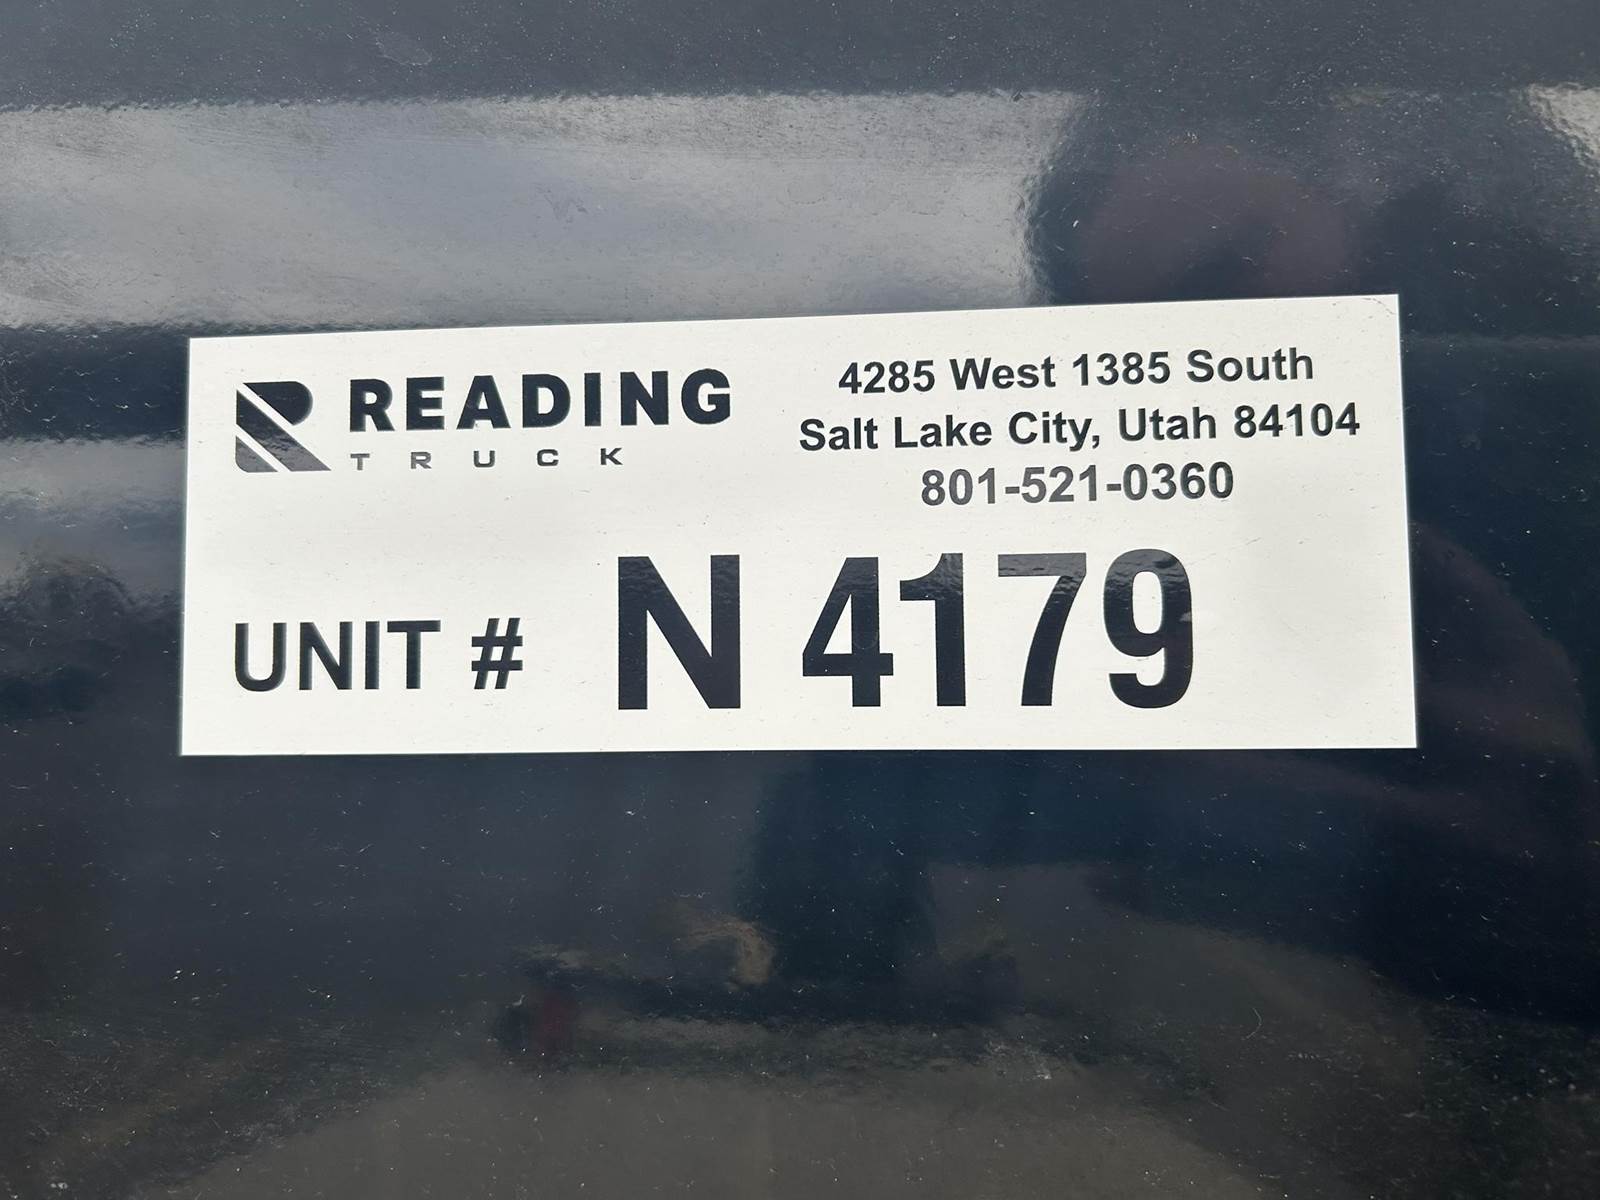 READING
TRUCK
4285 West 1385 South
Salt Lake City, Utah 84104
801-521-0360
UNIT # N 4179